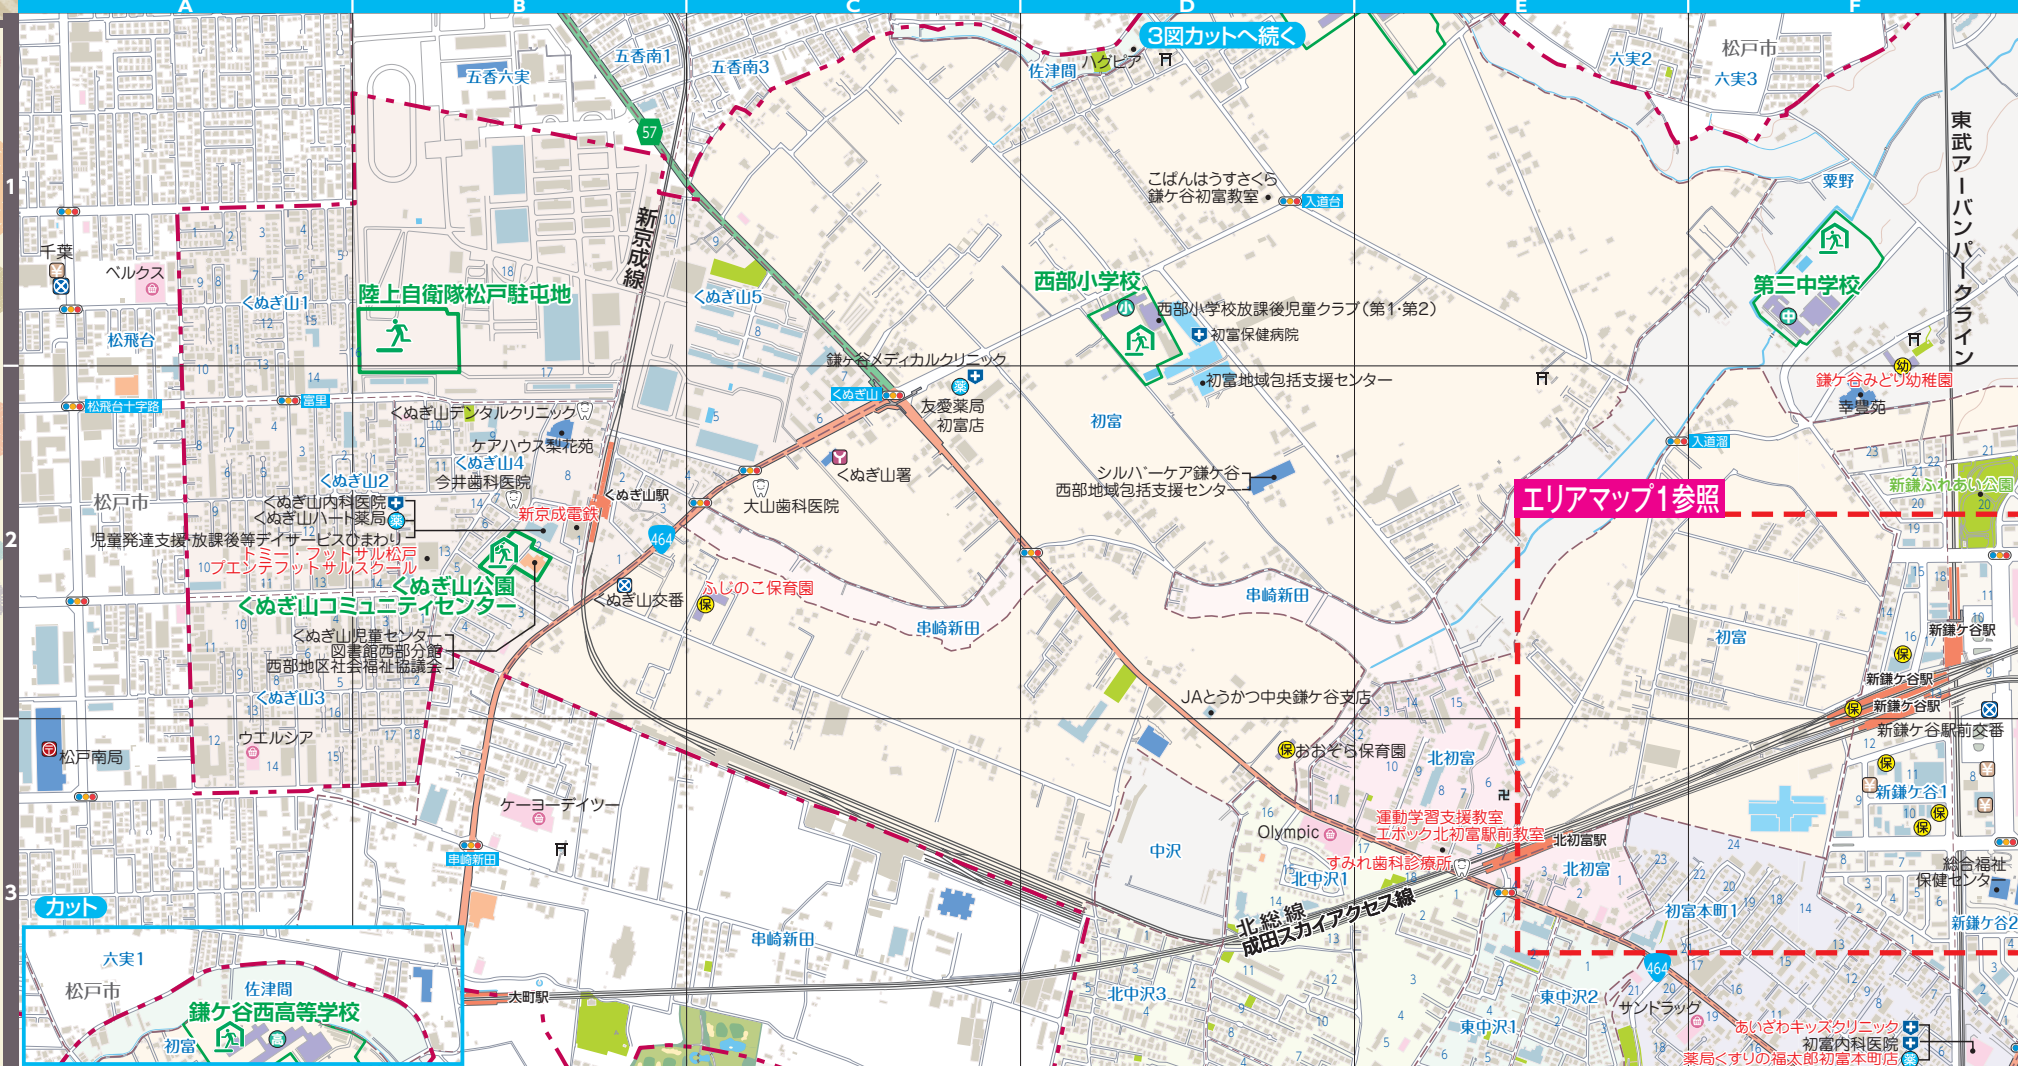 A
B
C
D
E
F
1
2
3
3図カットへ続く
五香六実
五香南1
五香南3
佐津間
ハグピア
六実2
松戸市
六実3
57
東武アーバンパークライン
新京成線
こぱんはうすさくら
鎌ケ谷初富教室
入道台
粟野
千葉
ベルクス
くぬぎ山1
陸上自衛隊松戸駐屯地
くぬぎ山5
西部小学校
小
西部小学校放課後児童クラブ(第1・第2)
初富保健病院
初富地域包括支援センター
第三中学校
中
松飛台
松飛台十字路
富里
鎌ヶ谷メディカルクリニック
くぬぎ山
薬
友愛薬局
初富店
幼
鎌ケ谷みどり幼稚園
幸豊苑
初富
入道溜
くぬぎ山デンタルクリニック
ケアハウス梨花苑
くぬぎ山4
今井歯科医院
くぬぎ山2
松戸市
くぬぎ山内科医院
くぬぎ山ハート薬局
薬
児童発達支援・放課後等デイサービスひまわり
トミー・フットサル松戸
プエンテフットサルスクール
新京成電鉄
くぬぎ山駅
464
くぬぎ山署
大山歯科医院
シルバーケア鎌ケ谷
西部地域包括支援センター
エリアマップ1参照
新鎌ふれあい公園
くぬぎ山公園
くぬぎ山コミュニティセンター
くぬぎ山交番
保
ふじのこ保育園
串崎新田
串崎新田
初富
新鎌ケ谷駅
保
くぬぎ山児童センター
図書館西部分館
西部地区社会福祉協議会
くぬぎ山3
新鎌ケ谷駅
新鎌ケ谷駅
保
新鎌ケ谷駅前交番
JAとうかつ中央鎌ケ谷支店
保
おおぞら保育園
北初富
松戸南局
ウエルシア
ケーヨーデイツー
串崎新田
Olympic
運動学習支援教室
エポック北初富駅前教室
すみれ歯科診療所
北初富駅
北初富
新鎌ケ谷1
保
保
保
中沢
北中沢1
初富本町1
総合福祉
保健センター
新鎌ケ谷2
北総線
成田スカイアクセス線
カット
六実1
松戸市
佐津間
鎌ケ谷西高等学校
初富
高
串崎新田
大町駅
北中沢3
東中沢2
東中沢1
464
サンドラッグ
あいざわキッズクリニック
初富内科医院
薬局くすりの福太郎初富本町店
薬